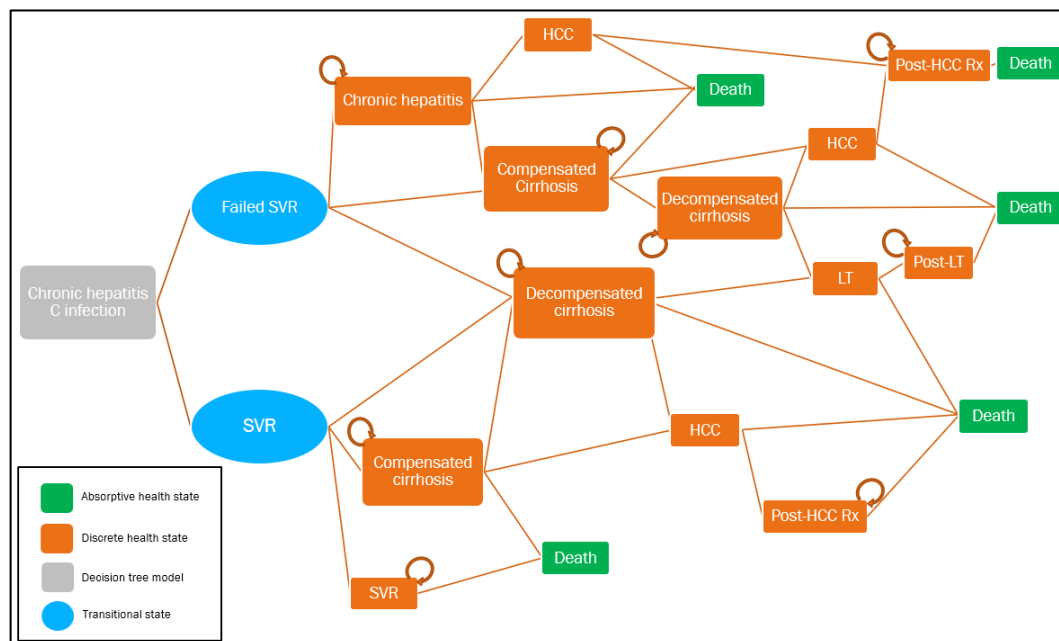 HCC
Post-HCC Rx
Death
Chronic hepatitis
Death
HCC
Compensated
Cirrhosis
Failed SVR
Decompensated
cirrhosis
Death
Post-LT
LT
Chronic hepatitis
C infection
Decompensated
cirrhosis
SVR
HCC
Death
Compensated
cirrhosis
Post-HCC Rx
Death
SVR
Absorptive health state
Discrete health state
Decision tree model
Transitional state